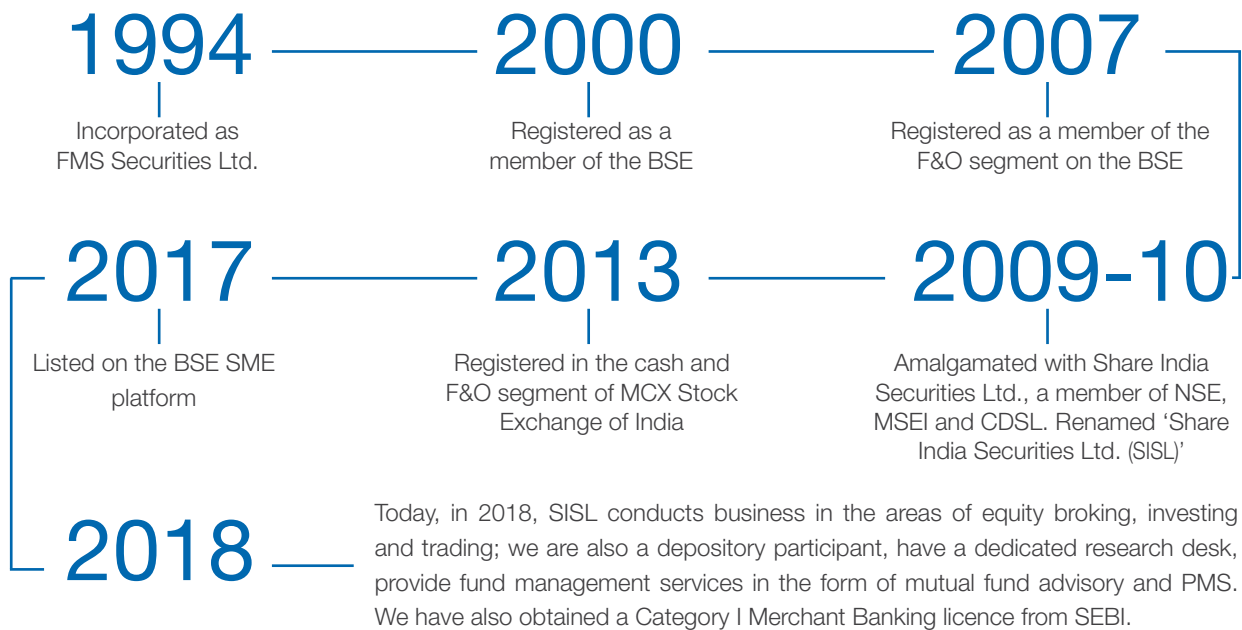 1994
2000
2007
Incorporated as
FMS Securities Ltd.
Registered as a
member of the BSE
Registered as a member of the
F&O segment on the BSE
2009-10
2013
2017
Amalgamated with Share India
Securities Ltd., a member of NSE,
MSEI and CDSL. Renamed ‘Share
India Securities Ltd. (SISL)’
Registered in the cash and
F&O segment of MCX Stock
Exchange of India
Listed on the BSE SME
platform
2018
Today, in 2018, SISL conducts business in the areas of equity broking, investing
and trading; we are also a depository participant, have a dedicated research desk,
provide fund management services in the form of mutual fund advisory and PMS.
We have also obtained a Category I Merchant Banking licence from SEBI.